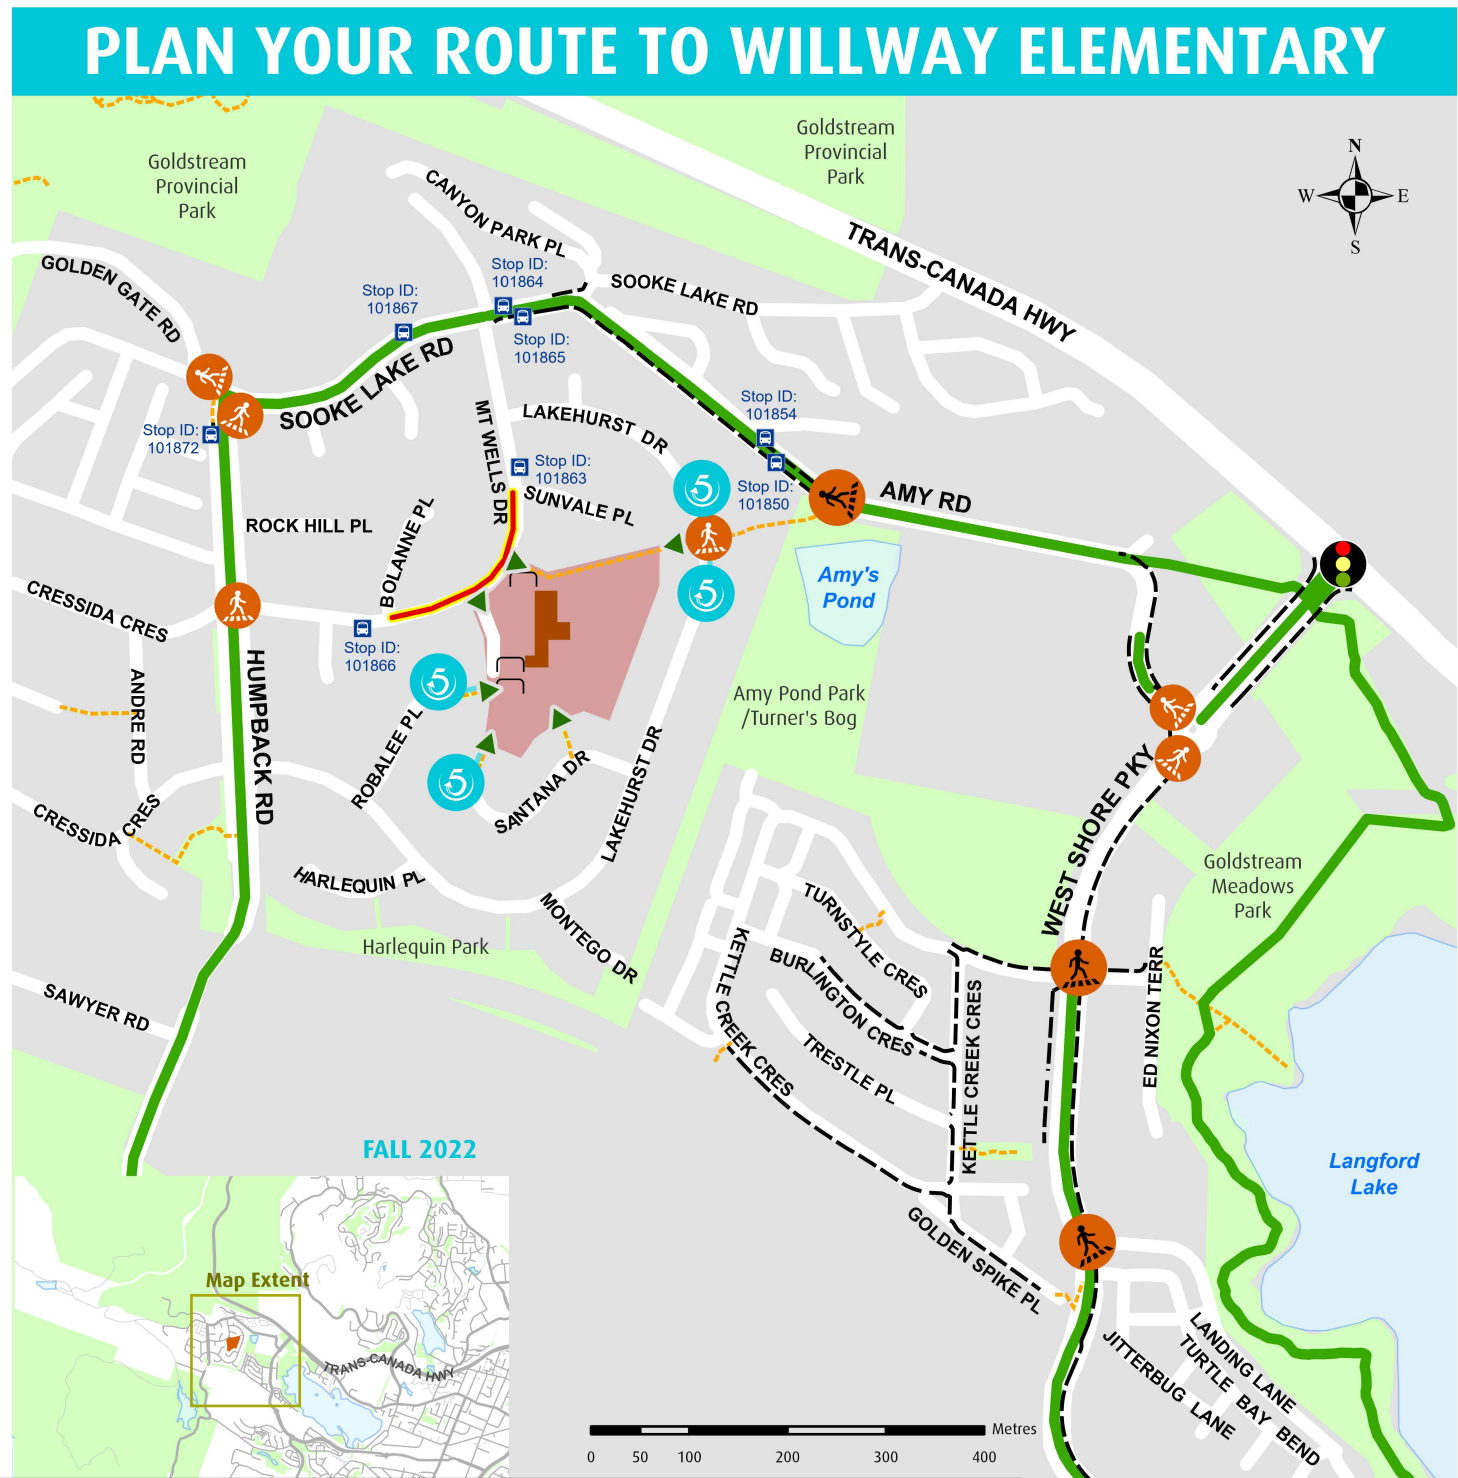 PLAN YOUR ROUTE TO WILLWAY ELEMENTARY
Goldstream
Provincial
Park
Goldstream
Provincial
Park
N
W
E
S
CANYON PARK PL
TRANS-CANADA HWY
GOLDEN GATE RD
Stop ID:
101864
Stop ID:
101867
SOOKE LAKE RD
Stop ID:
101865
SOOKE LAKE RD
Stop ID:
101854
MT WELLS DR
LAKEHURST DR
Stop ID:
101872
Stop ID:
101863
5
Stop ID:
101850
AMY RD
SUNVALE PL
ROCK HILL PL
BOLANNE PL
Amy's
Pond
5
CRESSIDA CRES
Stop ID:
101866
HUMPBACK RD
ANDRE RD
5
ROBALEE PL
Amy Pond Park
/Turner's Bog
5
SANTANA DR
LAKEHURST DR
CRESSIDA CRES
WEST SHORE PKY
Goldstream
Meadows
Park
HARLEQUIN PL
Harlequin Park
MONTEGO DR
TURNSTYLE CRES
KETTLE CREEK CRES
BURLINGTON CRES
KETTLE CREEK CRES
ED NIXON TERR
SAWYER RD
TRESTLE PL
FALL 2022
Langford
Lake
GOLDEN SPIKE PL
Map Extent
TRANS-CANADA HWY
LANDING LANE
TURTLE BAY BEND
JITTERBUG LANE
Metres
0 50 100 200 300 400